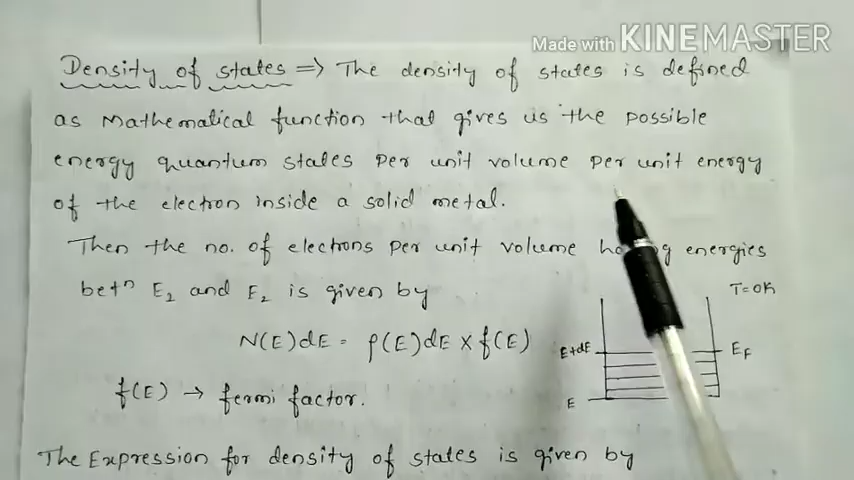 Made with KINEMASTER
Density of states => The density of states is defined
as Mathematical function that gives us the possible
energy quantum states per unit volume per unit energy
of the electron inside a solid metal.
Then the no. of electrons per unit volume energies
betn E2 and E2 is given by
T=0K
N(E)dE = ρ(E)dE × f(E)
E+dE EF
f(E) → fermi factor.
E
The Expression for density of states is given by